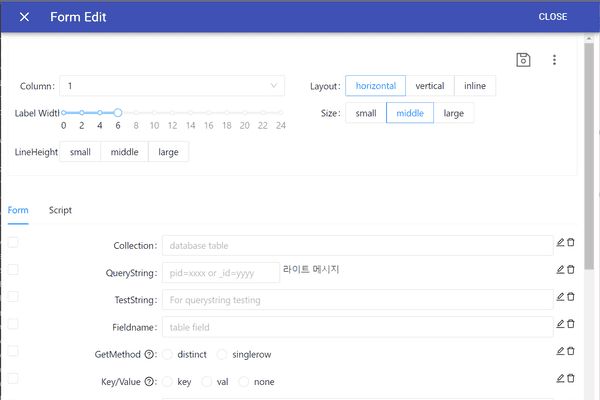 Form Edit CLOSE
Column: 1 Layout: horizontal vertical inline
Label Widtl 0 2 4 6 8 10 12 14 16 18 20 22 24 Size: small middle large
LineHeight small middle large
Form Script
Collection: database table
QueryString: pid=xxxx or _id=yyyy 라이트 메시지
TestString: For querystring testing
Fieldname: table field
GetMethod : distinct singlerow
Key/Value : key val none